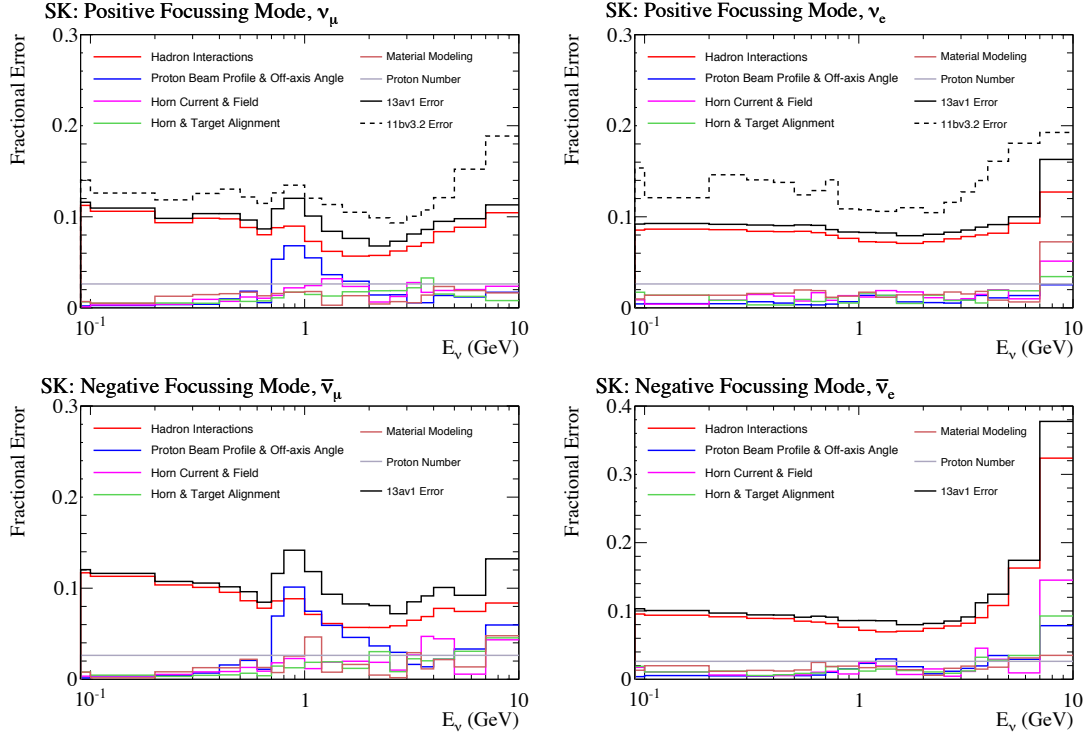 SK: Positive Focussing Mode, ν_μ
Fractional Error
0.3
0.2
0.1
0
Hadron Interactions
Proton Beam Profile & Off-axis Angle
Horn Current & Field
Horn & Target Alignment
Material Modeling
Proton Number
13av1 Error
11bv3.2 Error
10⁻¹
1
10
E_ν (GeV)
SK: Positive Focussing Mode, ν_e
Fractional Error
0.3
0.2
0.1
0
Hadron Interactions
Proton Beam Profile & Off-axis Angle
Horn Current & Field
Horn & Target Alignment
Material Modeling
Proton Number
13av1 Error
11bv3.2 Error
10⁻¹
1
10
E_ν (GeV)
SK: Negative Focussing Mode, ν̅_μ
Fractional Error
0.3
0.2
0.1
0
Hadron Interactions
Proton Beam Profile & Off-axis Angle
Horn Current & Field
Horn & Target Alignment
Material Modeling
Proton Number
13av1 Error
10⁻¹
1
10
E_ν (GeV)
SK: Negative Focussing Mode, ν̅_e
Fractional Error
0.4
0.3
0.2
0.1
0
Hadron Interactions
Proton Beam Profile & Off-axis Angle
Horn Current & Field
Horn & Target Alignment
Material Modeling
Proton Number
13av1 Error
10⁻¹
1
10
E_ν (GeV)